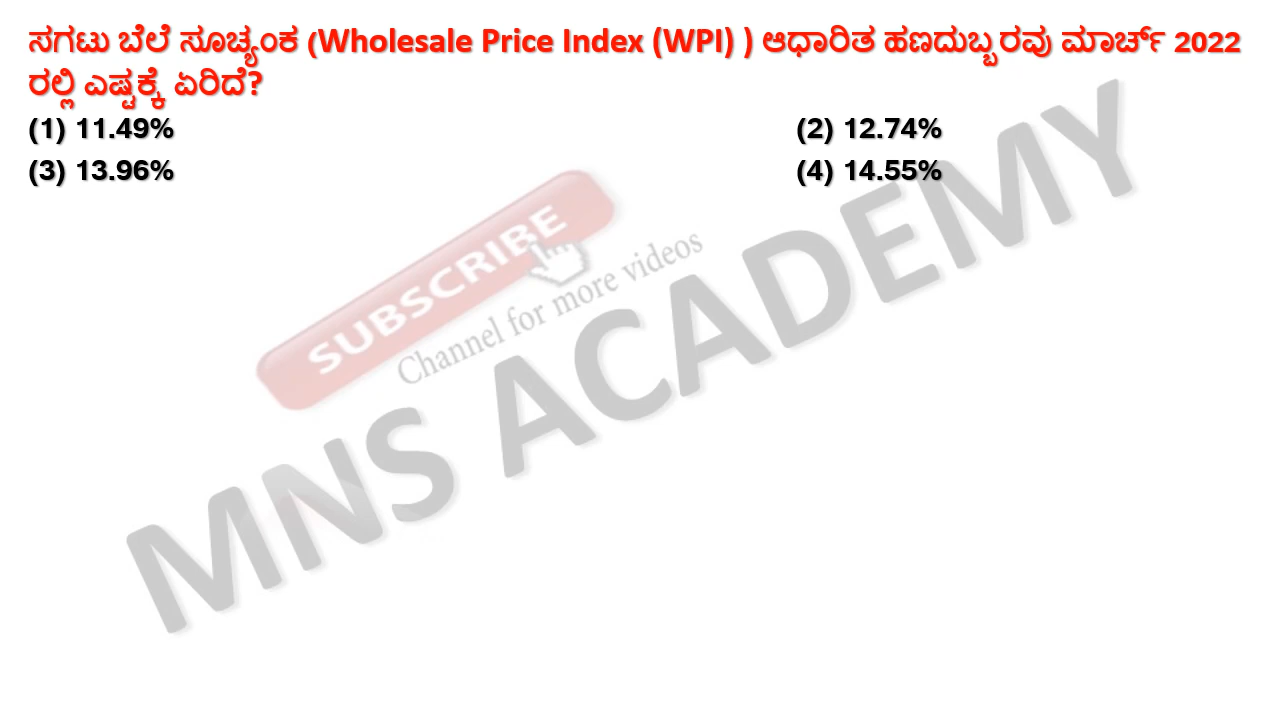 ಸಗಟು ಬೆಲೆ ಸೂಚ್ಯಂಕ (Wholesale Price Index (WPI) ) ಆಧಾರಿತ ಹಣದುಬ್ಬರವು ಮಾರ್ಚ್ 2022
ರಲ್ಲಿ ಎಷ್ಟಕ್ಕೆ ಏರಿದೆ?
(1) 11.49% (2) 12.74%
(3) 13.96% (4) 14.55%
SUBSCRIBE
Channel for more videos
MNS ACADEMY